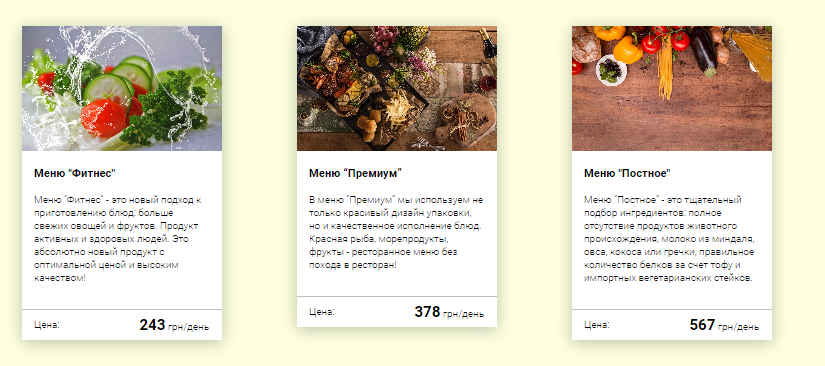 Меню "Фитнес"
Меню "Фитнес" - это новый подход к
приготовлению блюд: больше
свежих овощей и фруктов. Продукт
активных и здоровых людей. Это
абсолютно новый продукт с
оптимальной ценой и высоким
качеством!
Цена:
243 грн/день
Меню “Премиум”
В меню “Премиум” мы используем не
только красивый дизайн упаковки,
но и качественное исполнение блюд.
Красная рыба, морепродукты,
фрукты - ресторанное меню без
похода в ресторан!
Цена:
378 грн/день
Меню "Постное"
Меню “Постное” - это тщательный
подбор ингредиентов: полное
отсутствие продуктов животного
происхождения, молоко из миндаля,
овса, кокоса или гречки, правильное
количество белков за счет тофу и
импортных вегетарианских стейков.
Цена:
567 грн/день